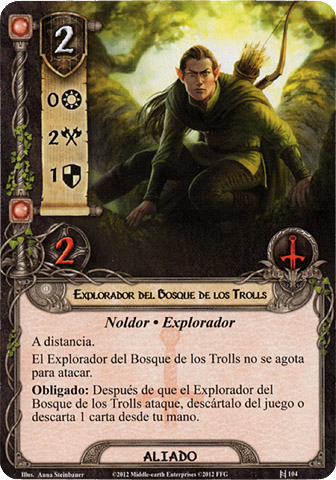 2
0
2
1
2
Explorador del Bosque de los Trolls
Noldor • Explorador
A distancia.
El Explorador del Bosque de los Trolls no se agota
para atacar.
Obligado: Después de que el Explorador del
Bosque de los Trolls ataque, descártalo del juego o
descarta 1 carta desde tu mano.
ALIADO
Illus. Anna Steinbauer ©2012 Middle-earth Enterprises ©2012 FFG 104